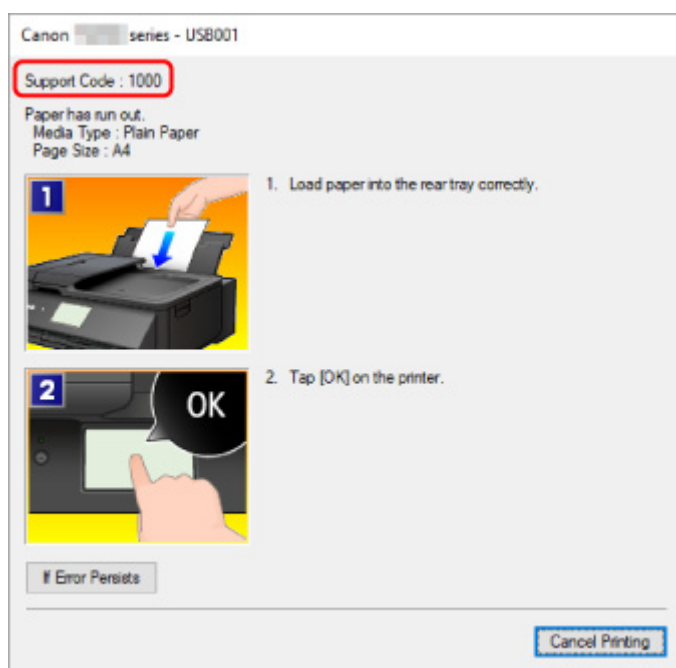 Canon series - USB001
Support Code : 1000
Paper has run out.
Media Type : Plain Paper
Page Size : A4
1
1. Load paper into the rear tray correctly.
2
OK
2. Tap [OK] on the printer.
If Error Persists
Cancel Printing